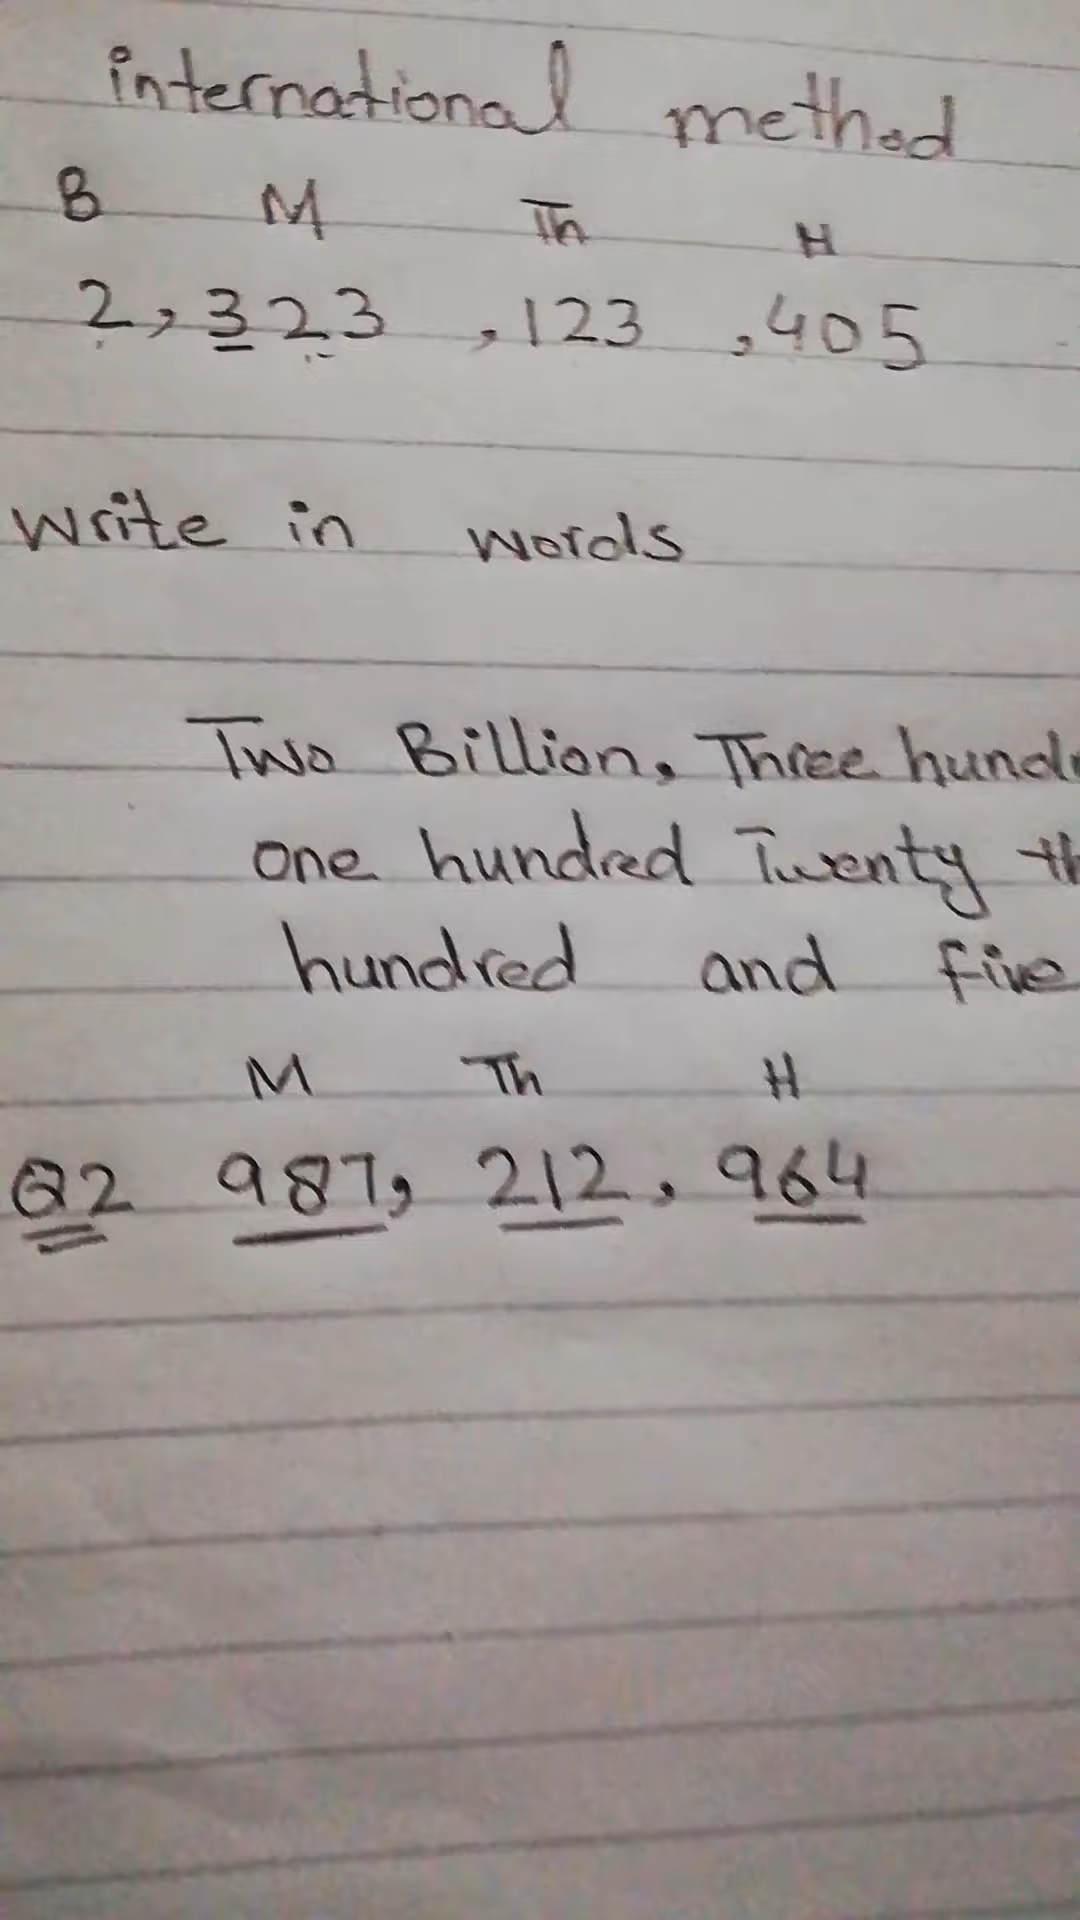 international method
B M Th H
2,323,123,405
write in words
Two Billion, Three
one hundred Twenty
hundred and five
M Th H
Q2 987, 212, 964